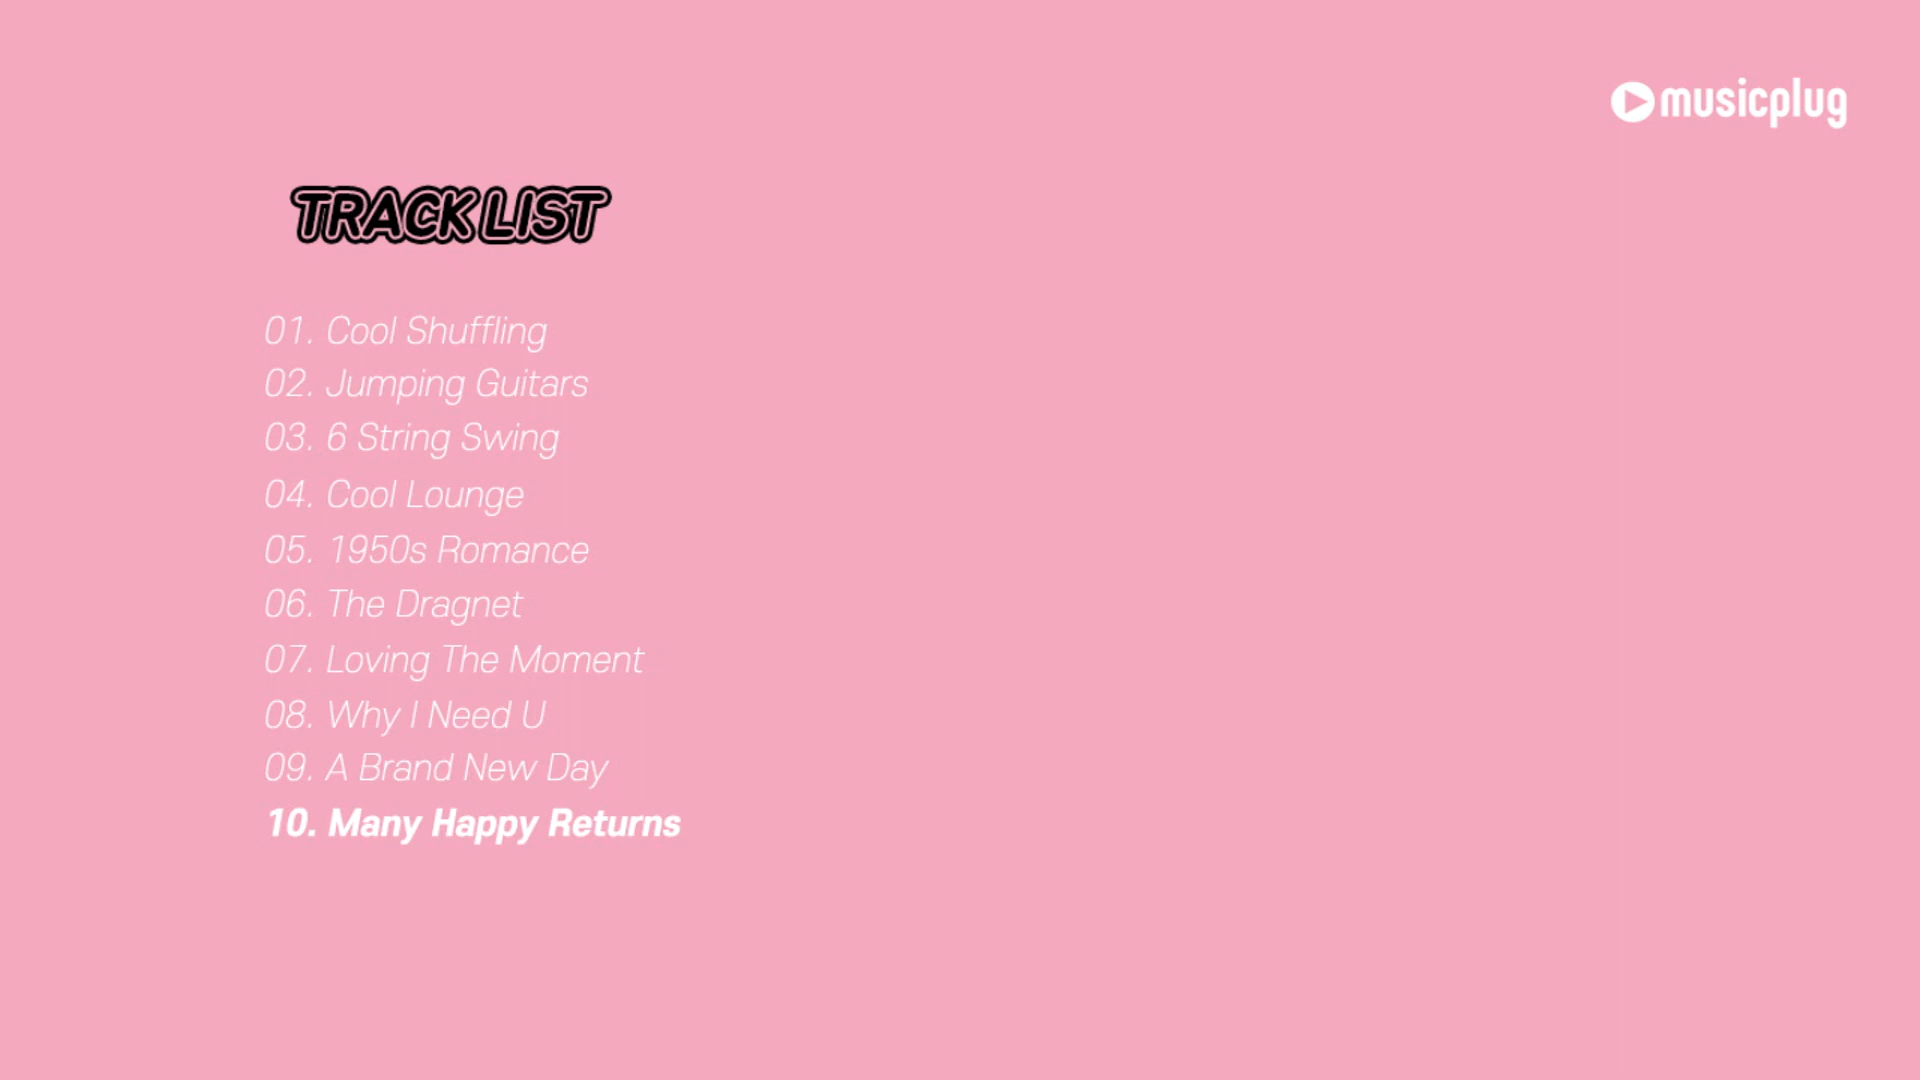 musicplug
TRACK LIST
01. Cool Shuffling
02. Jumping Guitars
03. 6 String Swing
04. Cool Lounge
05. 1950s Romance
06. The Dragnet
07. Loving The Moment
08. Why I Need U
09. A Brand New Day
10. Many Happy Returns